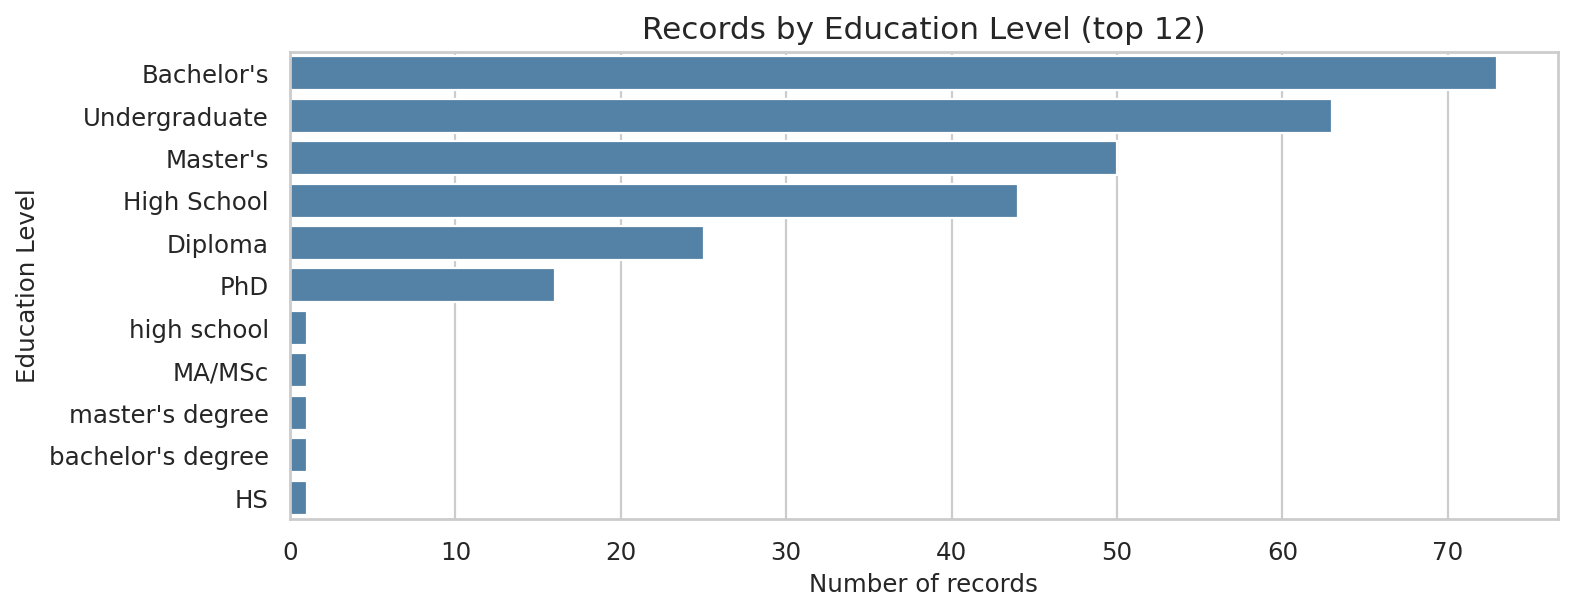 Records by Education Level (top 12)
Education Level
Bachelor's
Undergraduate
Master's
High School
Diploma
PhD
high school
MA/MSc
master's degree
bachelor's degree
HS
0 10 20 30 40 50 60 70
Number of records